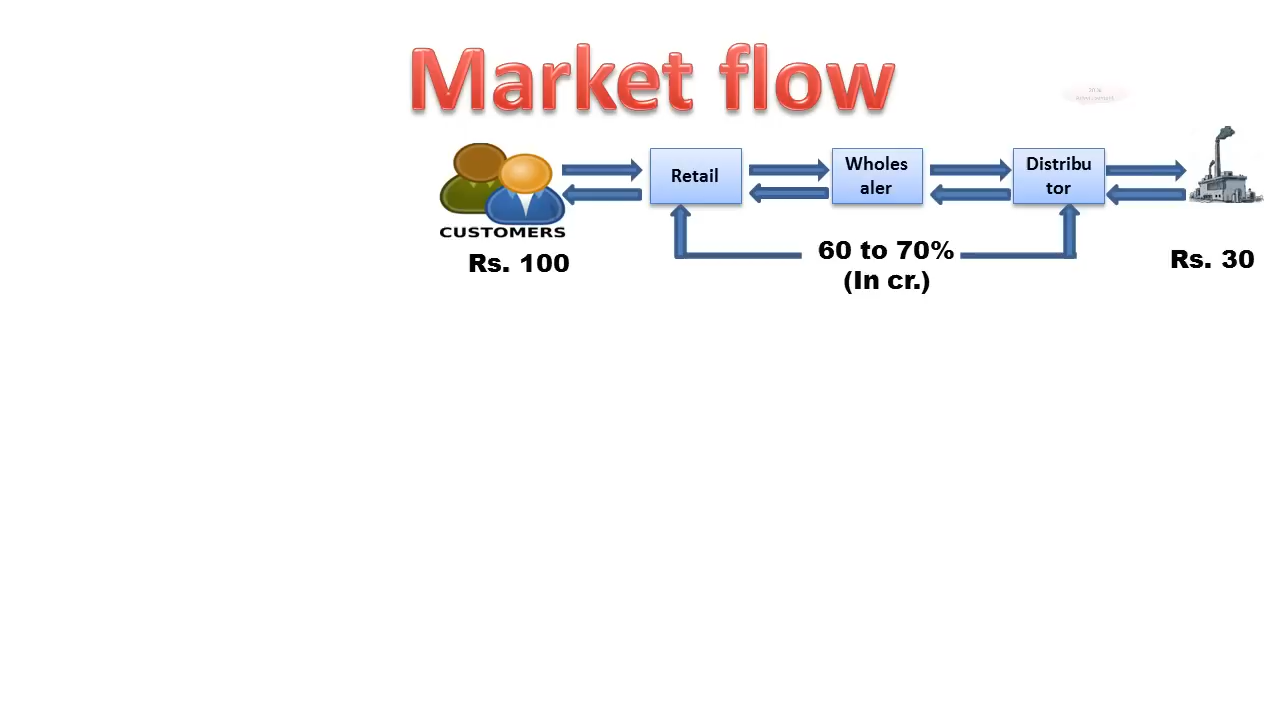 Market flow
Retail
Wholes
aler
Distribu
tor
CUSTOMERS
60 to 70%
(In cr.)
Rs. 100
Rs. 30